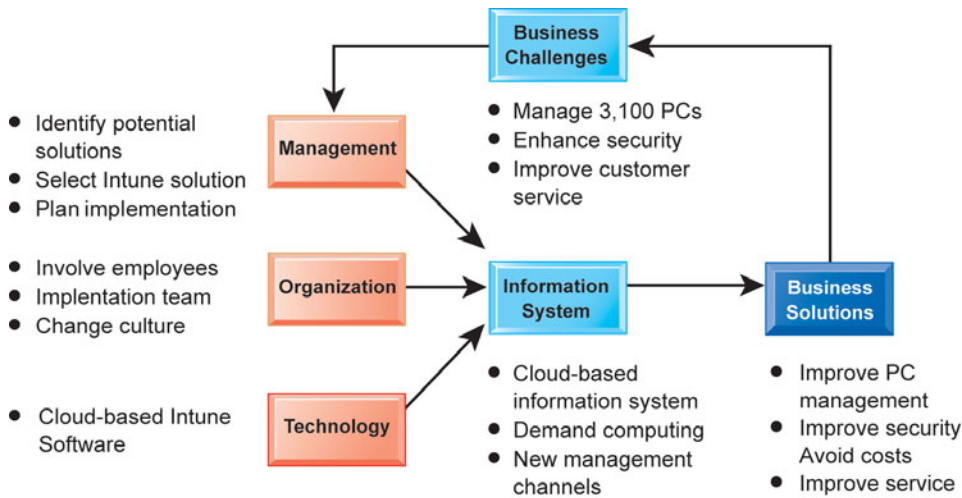 Business
Challenges
● Manage 3,100 PCs
● Enhance security
● Improve customer
service
● Identify potential
solutions
● Select Intune solution
● Plan implementation
Management
● Involve employees
● Implentation team
● Change culture
Organization
Information
System
Business
Solutions
● Cloud-based Intune
Software
Technology
● Cloud-based
information system
● Demand computing
● New management
channels
● Improve PC
management
● Improve security
Avoid costs
● Improve service